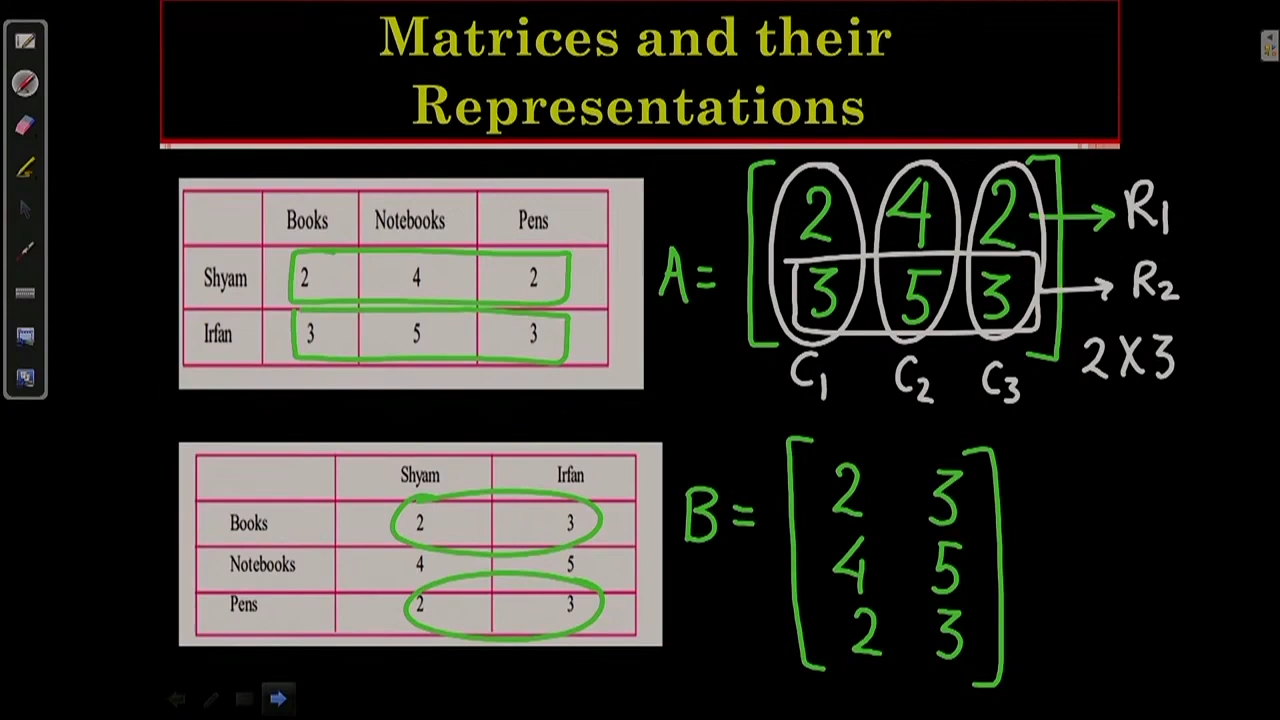 Matrices and their
Representations
Books Notebooks Pens
Shyam 2 4 2
Irfan 3 5 3
A = [ 2 4 2 → R1
3 5 3 ] → R2
C1 C2 C3 2 X 3
Shyam Irfan
Books 2 3
Notebooks 4 5
Pens 2 3
B = [ 2 3
4 5
2 3 ]